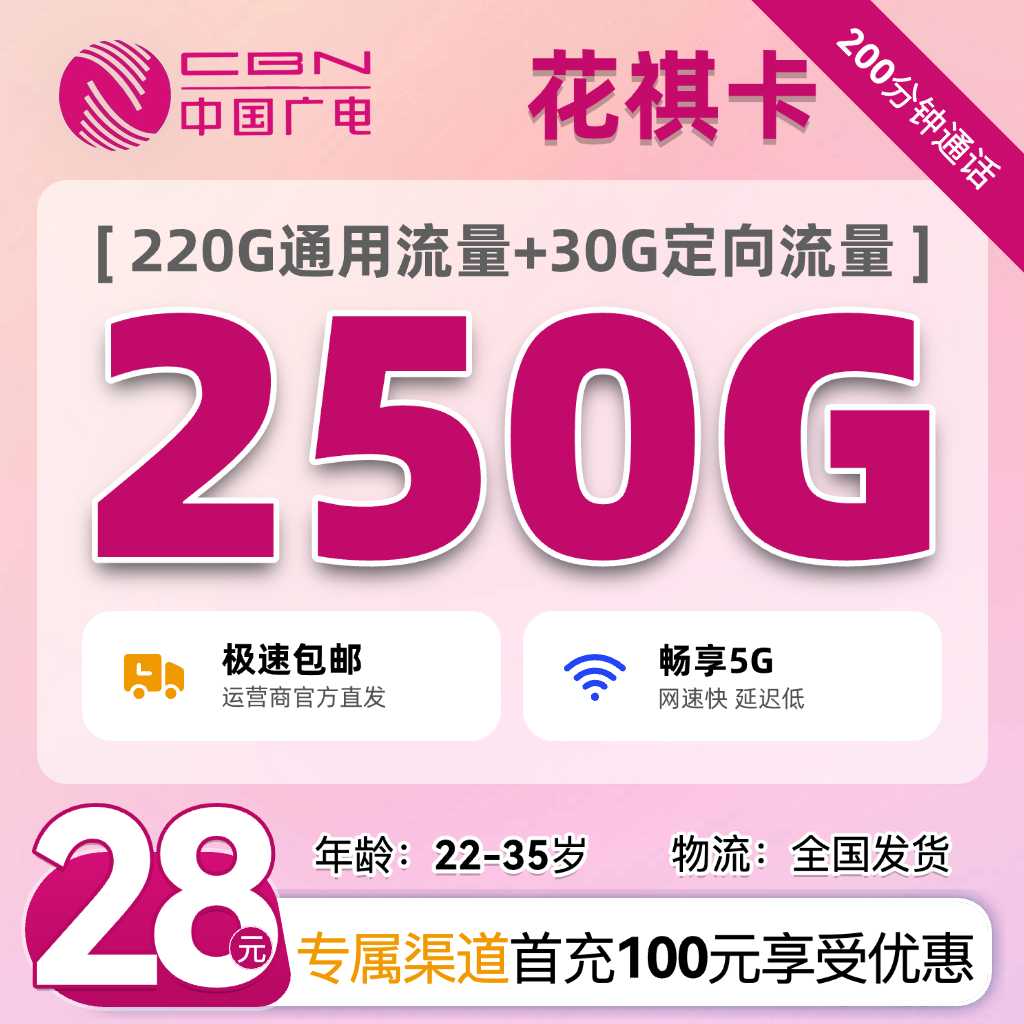 CBN
中国广电
花祺卡
200分钟通话
[ 220G通用流量+30G定向流量 ]
250G
极速包邮
运营商官方直发
畅享5G
网速快 延迟低
28元
年龄：22-35岁
物流：全国发货
专属渠道首充100元享受优惠